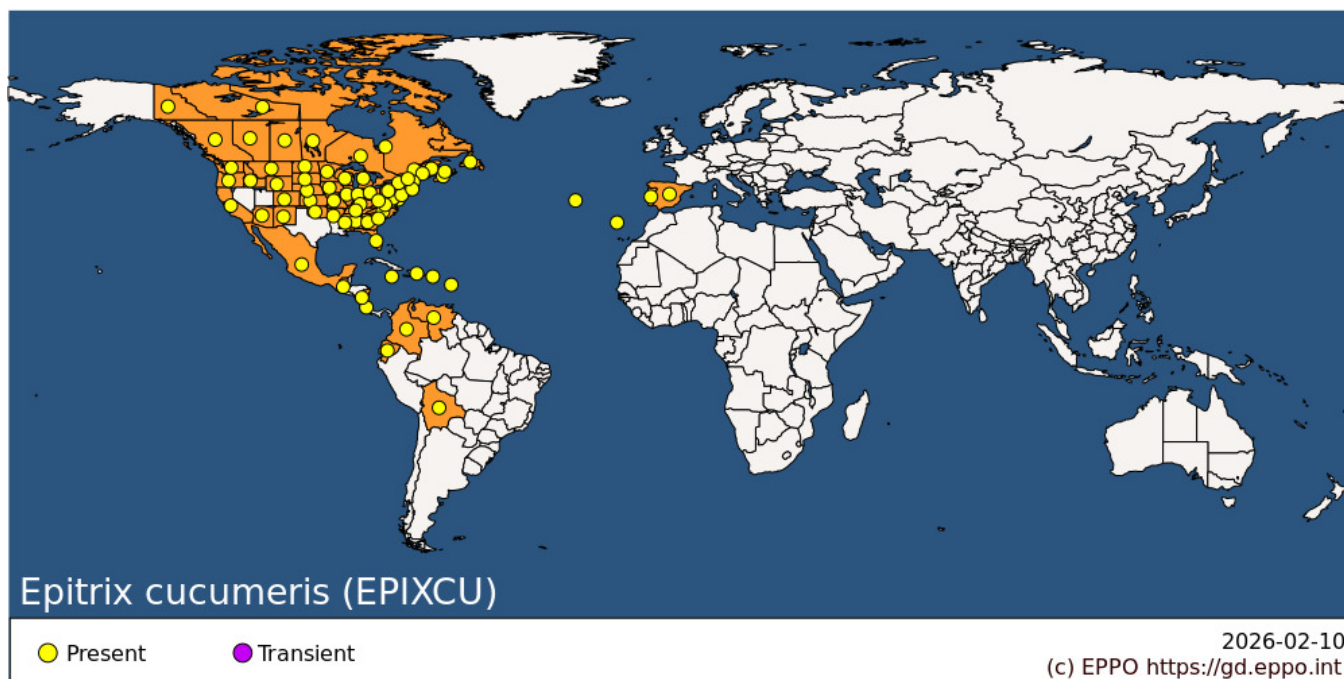 Epitrix cucumeris (EPIXCU)
Present
Transient
2026-02-10
(c) EPPO https://gd.eppo.int